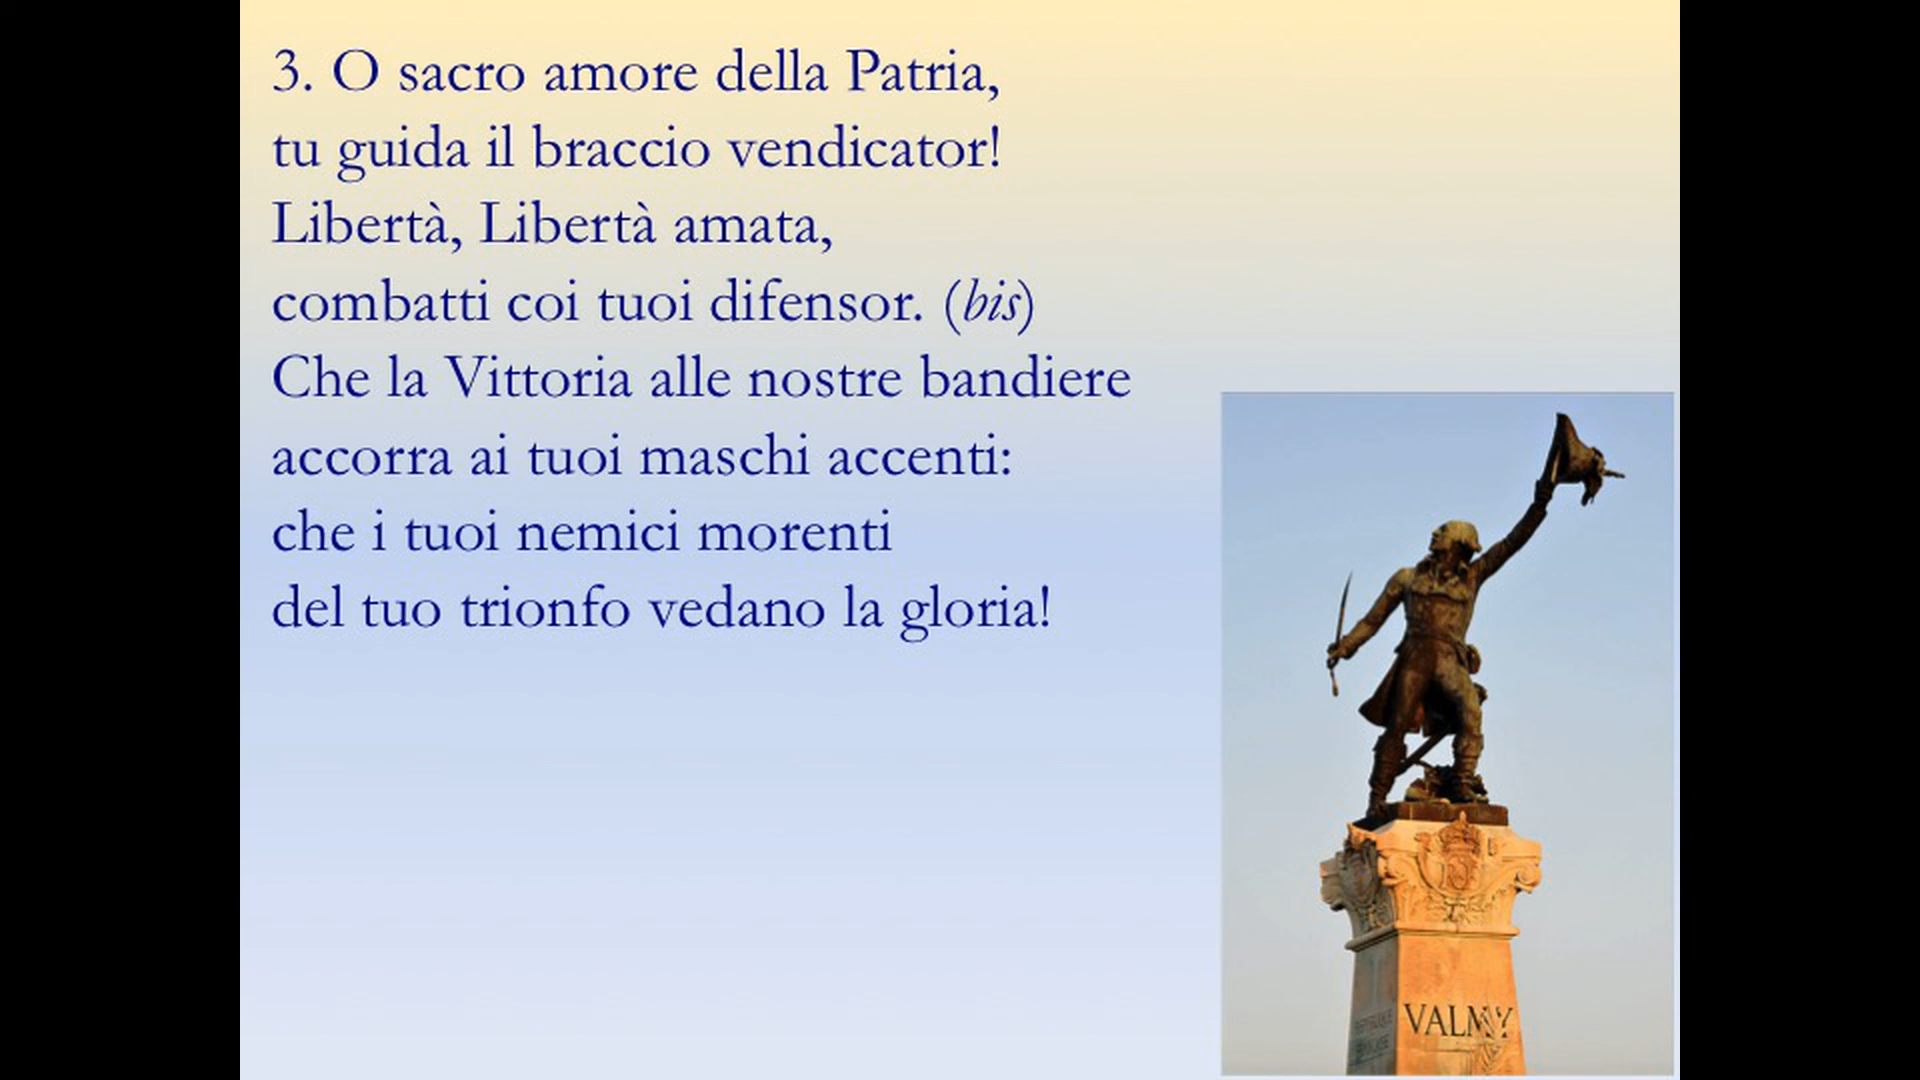 3. O sacro amore della Patria,
tu guida il braccio vendicator!
Libertà, Libertà amata,
combatti coi tuoi difensor. (bis)
Che la Vittoria alle nostre bandiere
accorra ai tuoi maschi accenti:
che i tuoi nemici morenti
del tuo trionfo vedano la gloria!
VALMY